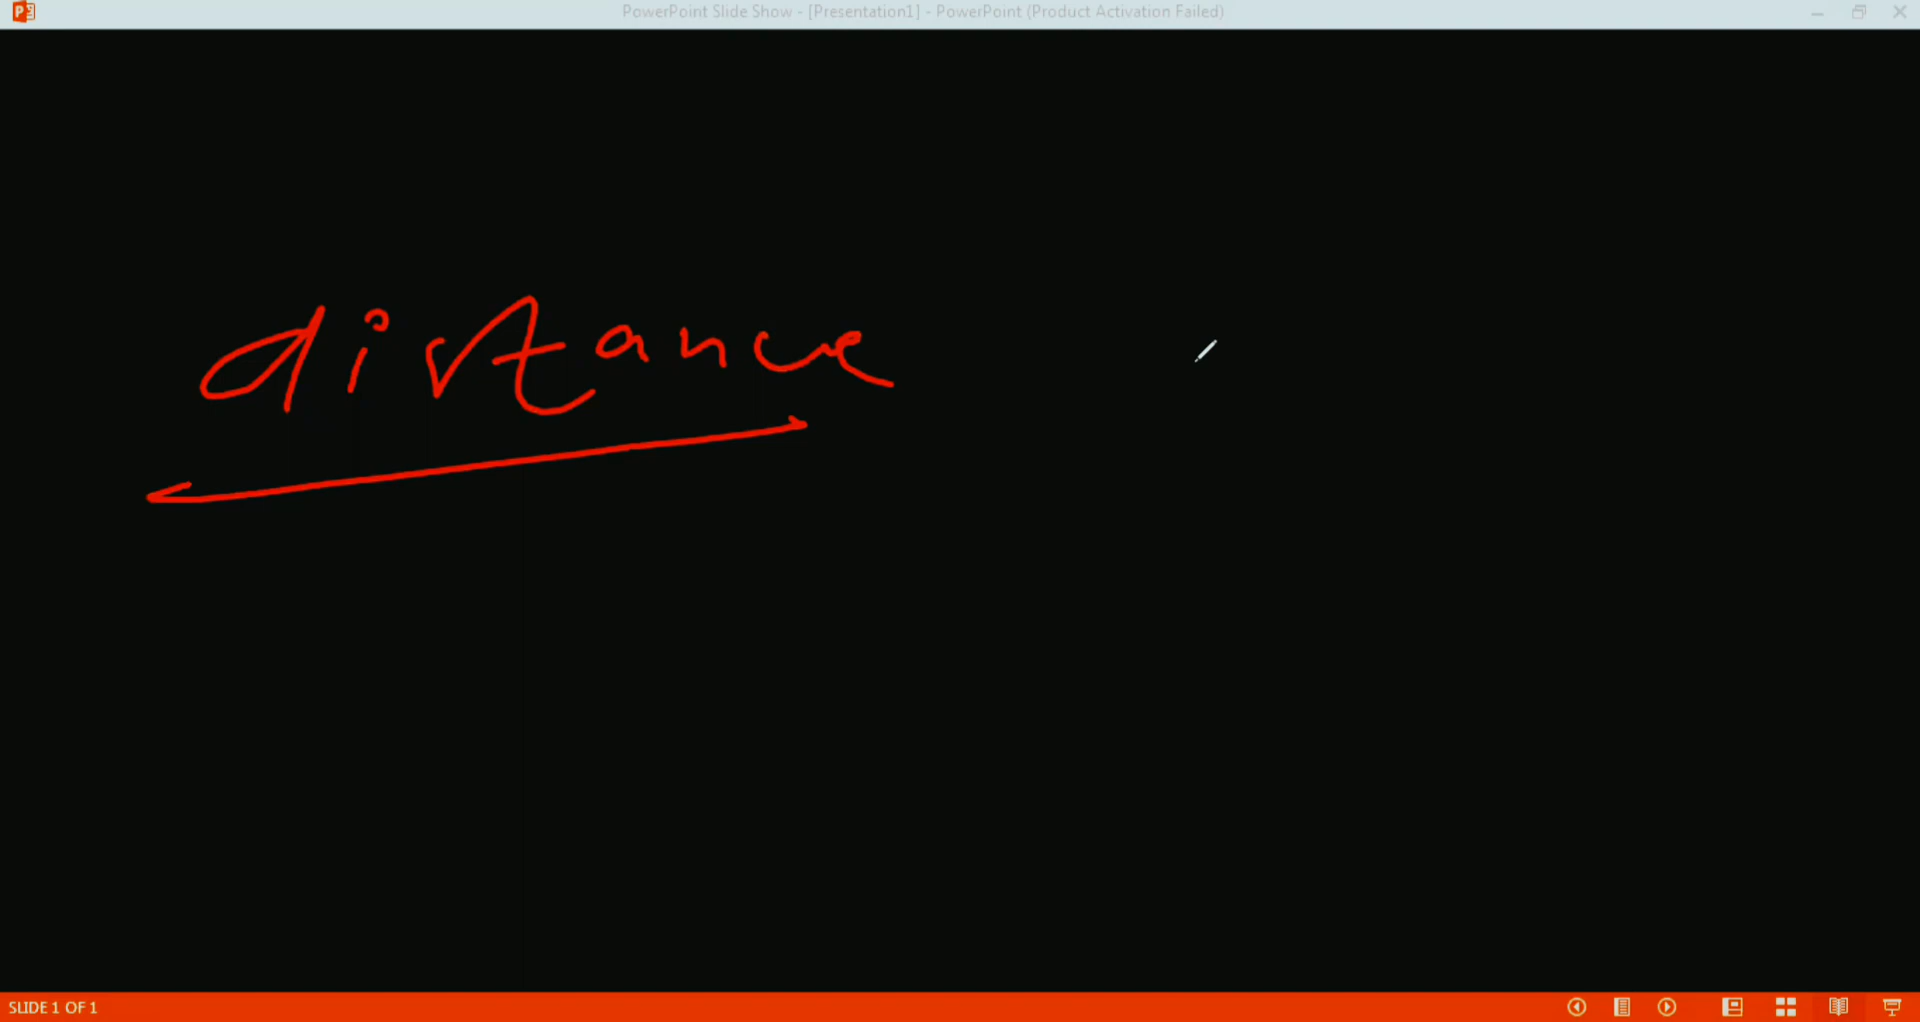 PowerPoint Slide Show - [Presentation1] - PowerPoint (Product Activation Failed)
distance
SLIDE 1 OF 1